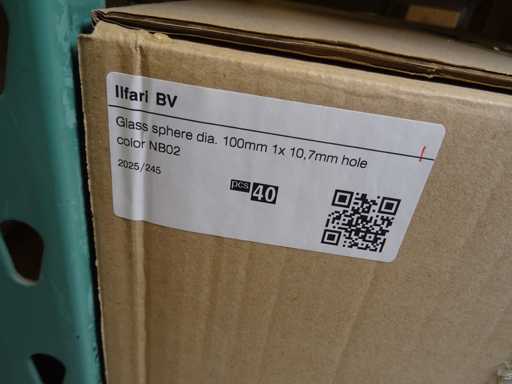 Ilfari BV
Glass sphere dia. 100mm 1x 10,7mm hole
color NB02
2025/245
pcs 40